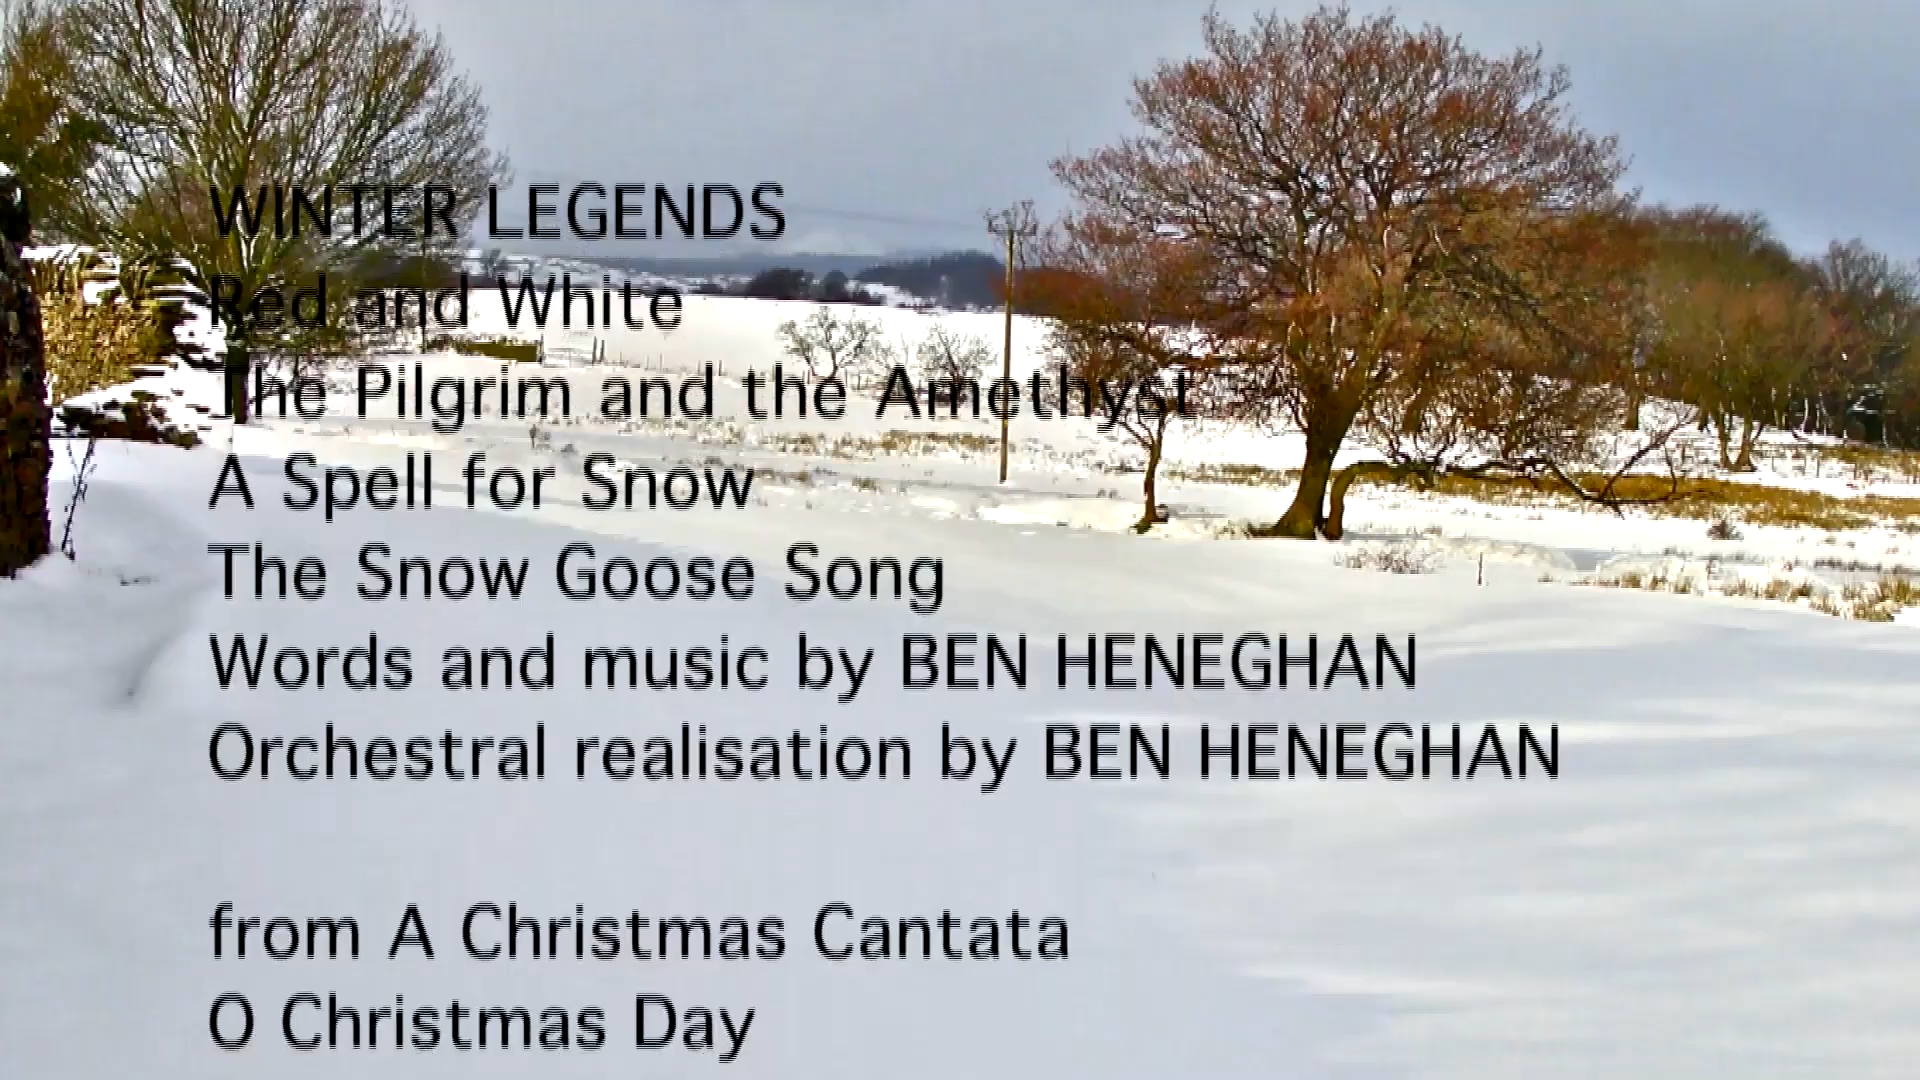 WINTER LEGENDS
Red and White
The Pilgrim and the Amethyst
A Spell for Snow
The Snow Goose Song
Words and music by BEN HENEGHAN
Orchestral realisation by BEN HENEGHAN
from A Christmas Cantata
O Christmas Day